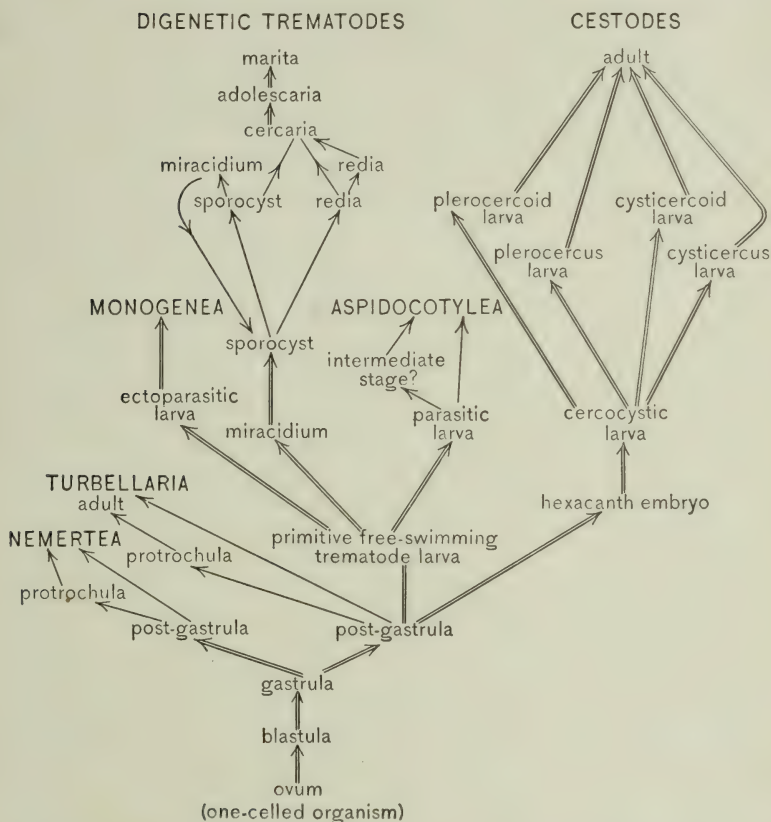 DIGENETIC TREMATODES
CESTODES
marita
adult
adolescaria
cercaria
miracidium
redia
sporocyst
redia
plerocercoid
larva
cysticercoid
larva
plerocercus
larva
cysticercus
larva
MONOGENEA
ASPIDOCOTYLEA
sporocyst
intermediate
stage?
ectoparasitic
larva
parasitic
larva
cercocystic
larva
miracidium
TURBELLARIA
adult
hexacanth embryo
NEMERTEA
primitive free-swimming
trematode larva
protrochula
protrochula
post-gastrula
post-gastrula
gastrula
blastula
ovum
(one-celled organism)